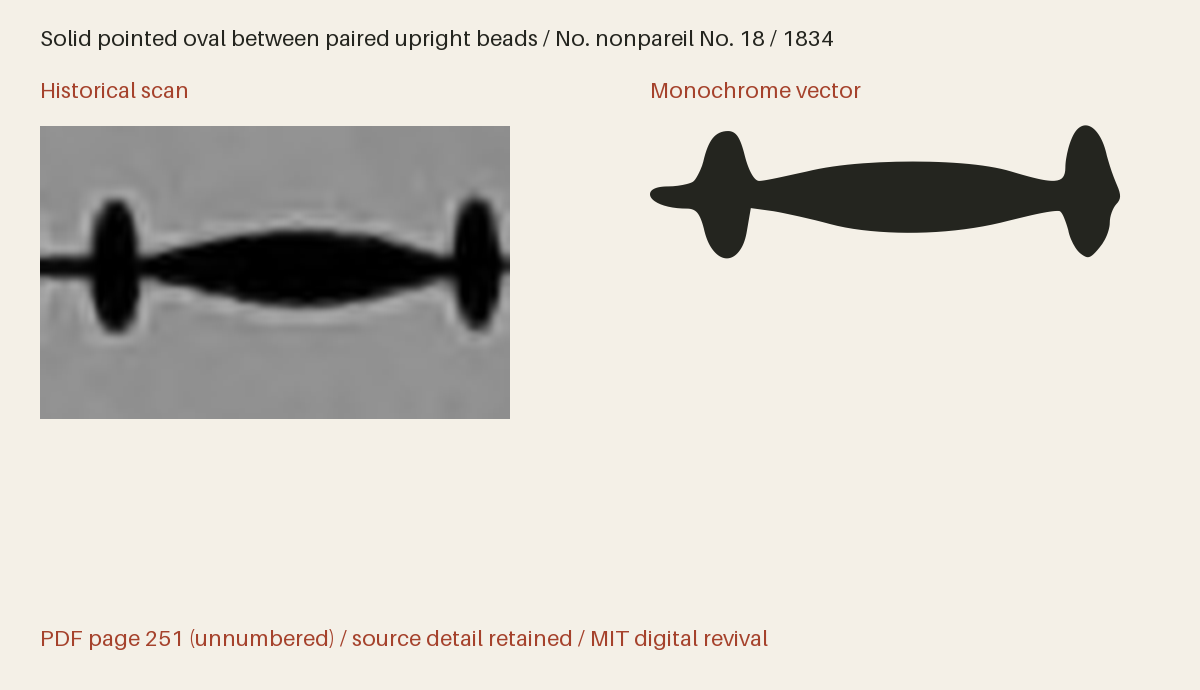 Solid pointed oval between paired upright beads / No. nonpareil No. 18 / 1834
Historical scan
Monochrome vector
PDF page 251 (unnumbered) / source detail retained / MIT digital revival